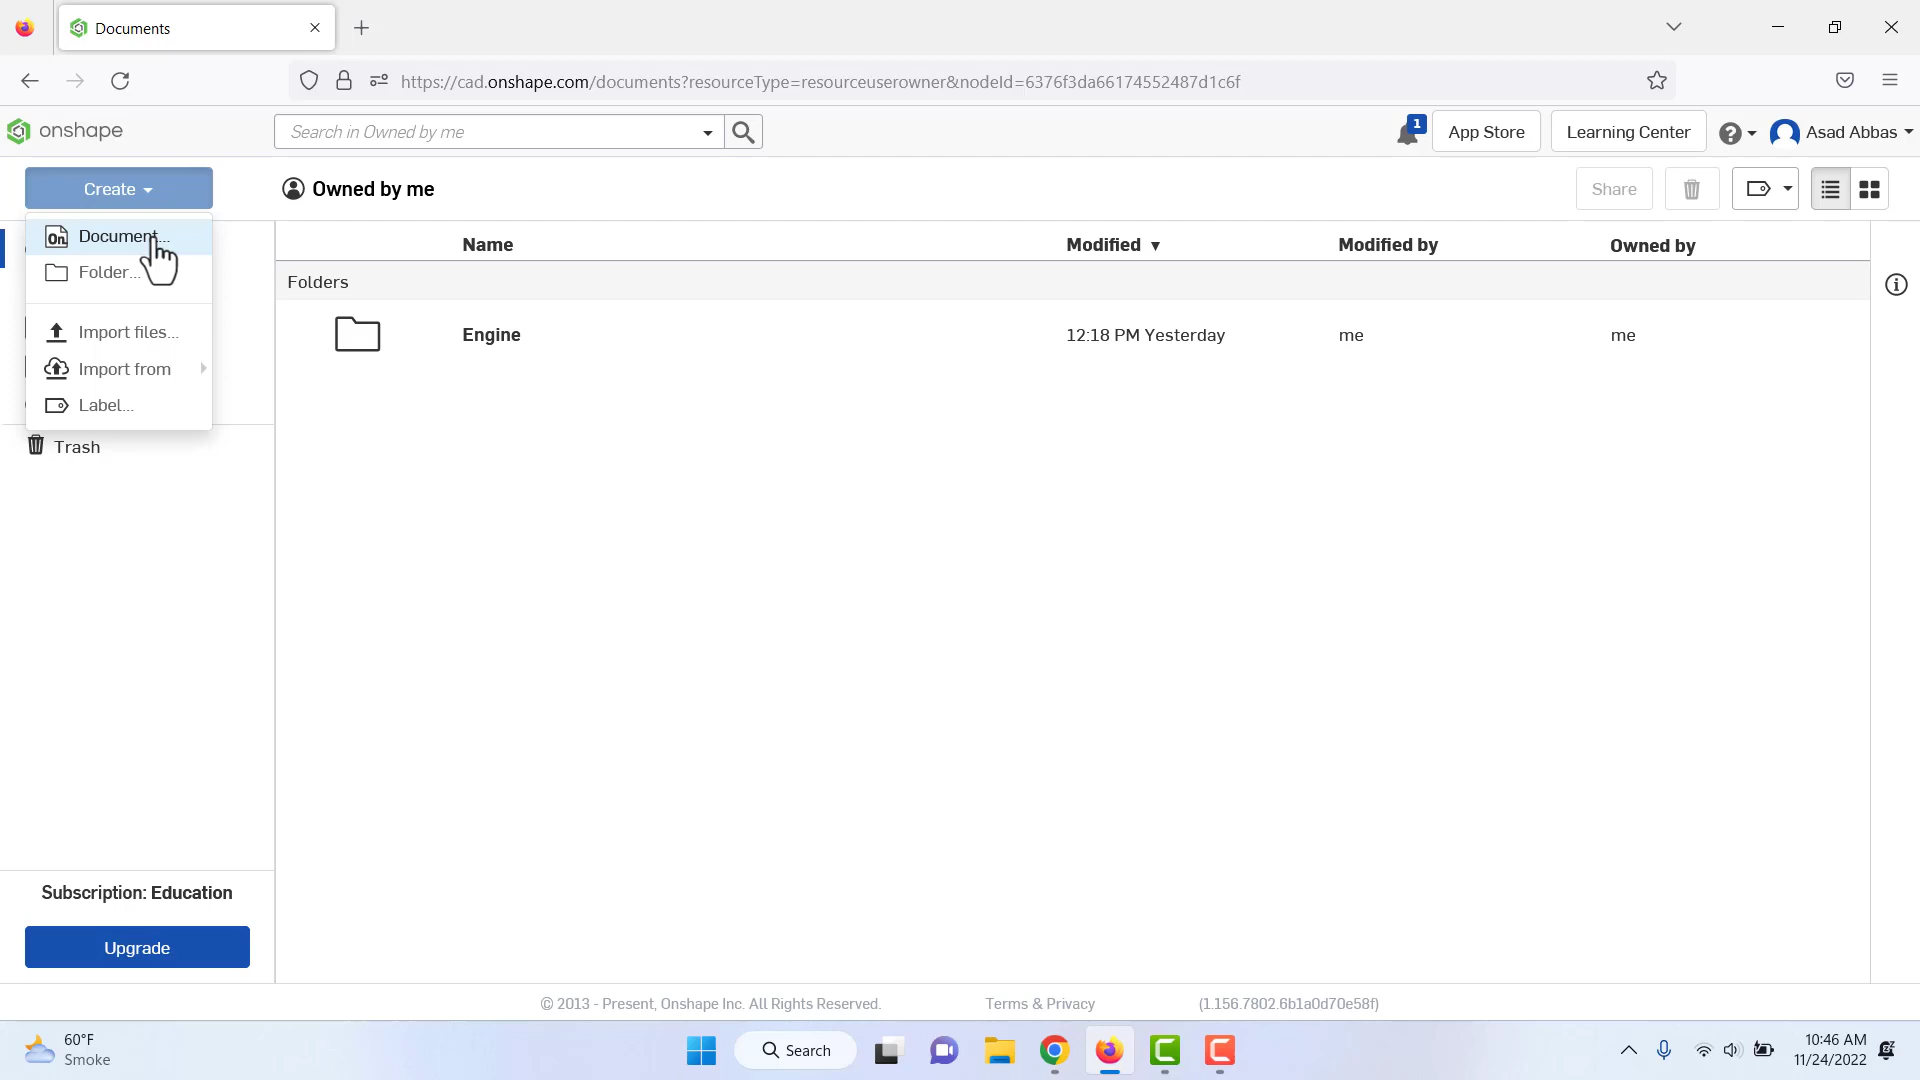 Documents
https://cad.onshape.com/documents?resourceType=resourceuserowner&nodeId=6376f3da66174552487d1c6f
onshape
Search in Owned by me
1
App Store
Learning Center
Asad Abbas
Create
Owned by me
Share
Document...
Folder...
Import files...
Import from
Label...
Trash
Name
Modified ▼
Modified by
Owned by
Folders
Engine
12:18 PM Yesterday
me
me
Subscription: Education
Upgrade
© 2013 - Present, Onshape Inc. All Rights Reserved.
Terms & Privacy
(1.156.7802.6b1a0d70e58f)
60°F
Smoke
Search
10:46 AM
11/24/2022